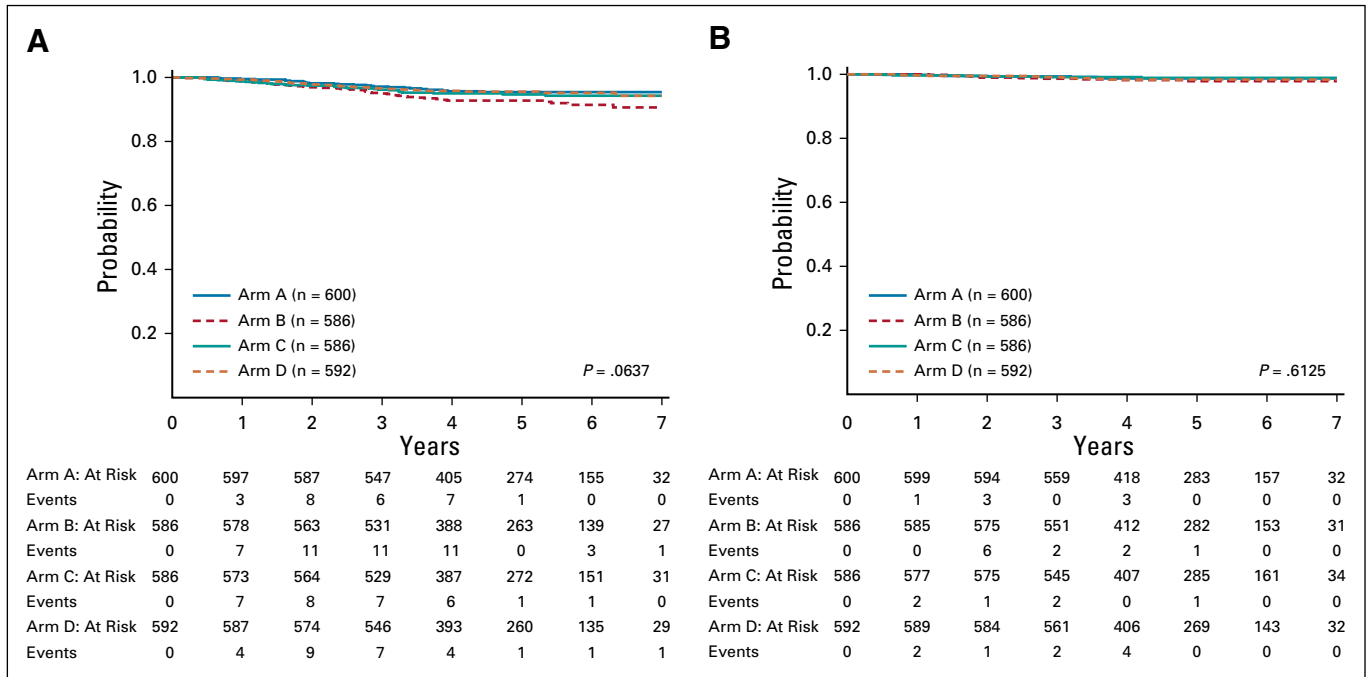 A
1.0
0.8
0.6
0.4
0.2
Probability
Arm A (n = 600)
Arm B (n = 586)
Arm C (n = 586)
Arm D (n = 592)
P = .0637
0 1 2 3 4 5 6 7
Years
Arm A: At Risk 600 597 587 547 405 274 155 32
Events 0 3 8 6 7 1 0 0
Arm B: At Risk 586 578 563 531 388 263 139 27
Events 0 7 11 11 11 0 3 1
Arm C: At Risk 586 573 564 529 387 272 151 31
Events 0 7 8 7 6 1 1 0
Arm D: At Risk 592 587 574 546 393 260 135 29
Events 0 4 9 7 4 1 1 1
B
1.0
0.8
0.6
0.4
0.2
Probability
Arm A (n = 600)
Arm B (n = 586)
Arm C (n = 586)
Arm D (n = 592)
P = .6125
0 1 2 3 4 5 6 7
Years
Arm A: At Risk 600 599 594 559 418 283 157 32
Events 0 1 3 0 3 0 0 0
Arm B: At Risk 586 585 575 551 412 282 153 31
Events 0 0 6 2 2 1 0 0
Arm C: At Risk 586 577 575 545 407 285 161 34
Events 0 2 1 2 0 1 0 0
Arm D: At Risk 592 589 584 561 406 269 143 32
Events 0 2 1 2 4 0 0 0